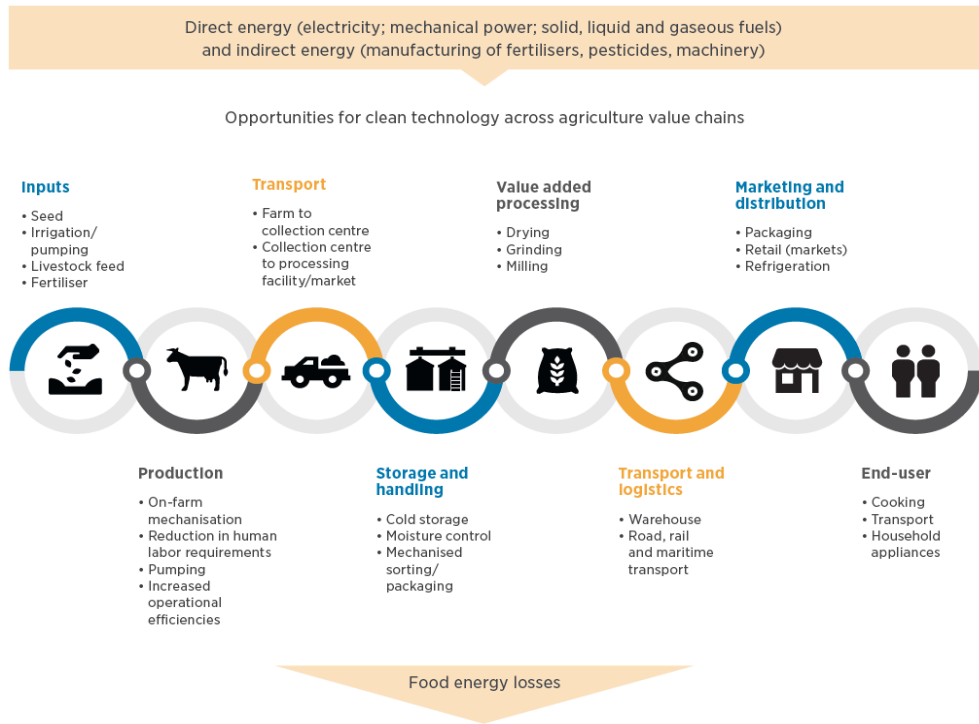 Direct energy (electricity; mechanical power; solid, liquid and gaseous fuels)
and indirect energy (manufacturing of fertilisers, pesticides, machinery)
Opportunities for clean technology across agriculture value chains
Inputs
• Seed
• Irrigation/
pumping
• Livestock feed
• Fertiliser
Transport
• Farm to
collection centre
• Collection centre
to processing
facility/market
Value added
processing
• Drying
• Grinding
• Milling
Marketing and
distribution
• Packaging
• Retail (markets)
• Refrigeration
Production
• On-farm
mechanisation
• Reduction in human
labor requirements
• Pumping
• Increased
operational
efficiencies
Storage and
handling
• Cold storage
• Moisture control
• Mechanised
sorting/
packaging
Transport and
logistics
• Warehouse
• Road, rail
and maritime
transport
End-user
• Cooking
• Transport
• Household
appliances
Food energy losses